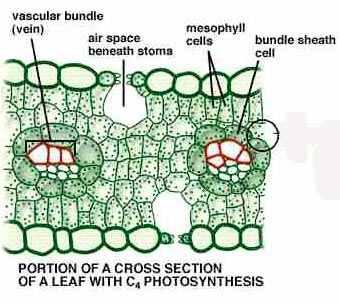 vascular bundle
(vein)
air space
beneath stoma
mesophyll
cells
bundle sheath
cell
PORTION OF A CROSS SECTION
OF A LEAF WITH C₄ PHOTOSYNTHESIS